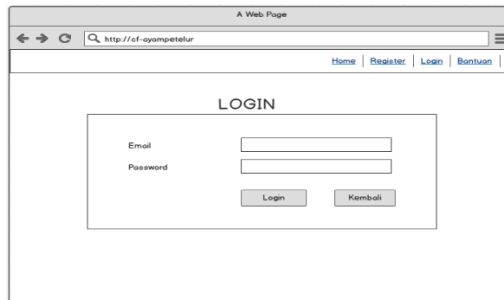 A Web Page
http://cf-ayampetelur
Home Register Login Bantuan
LOGIN
Email
Password
Login Kembali